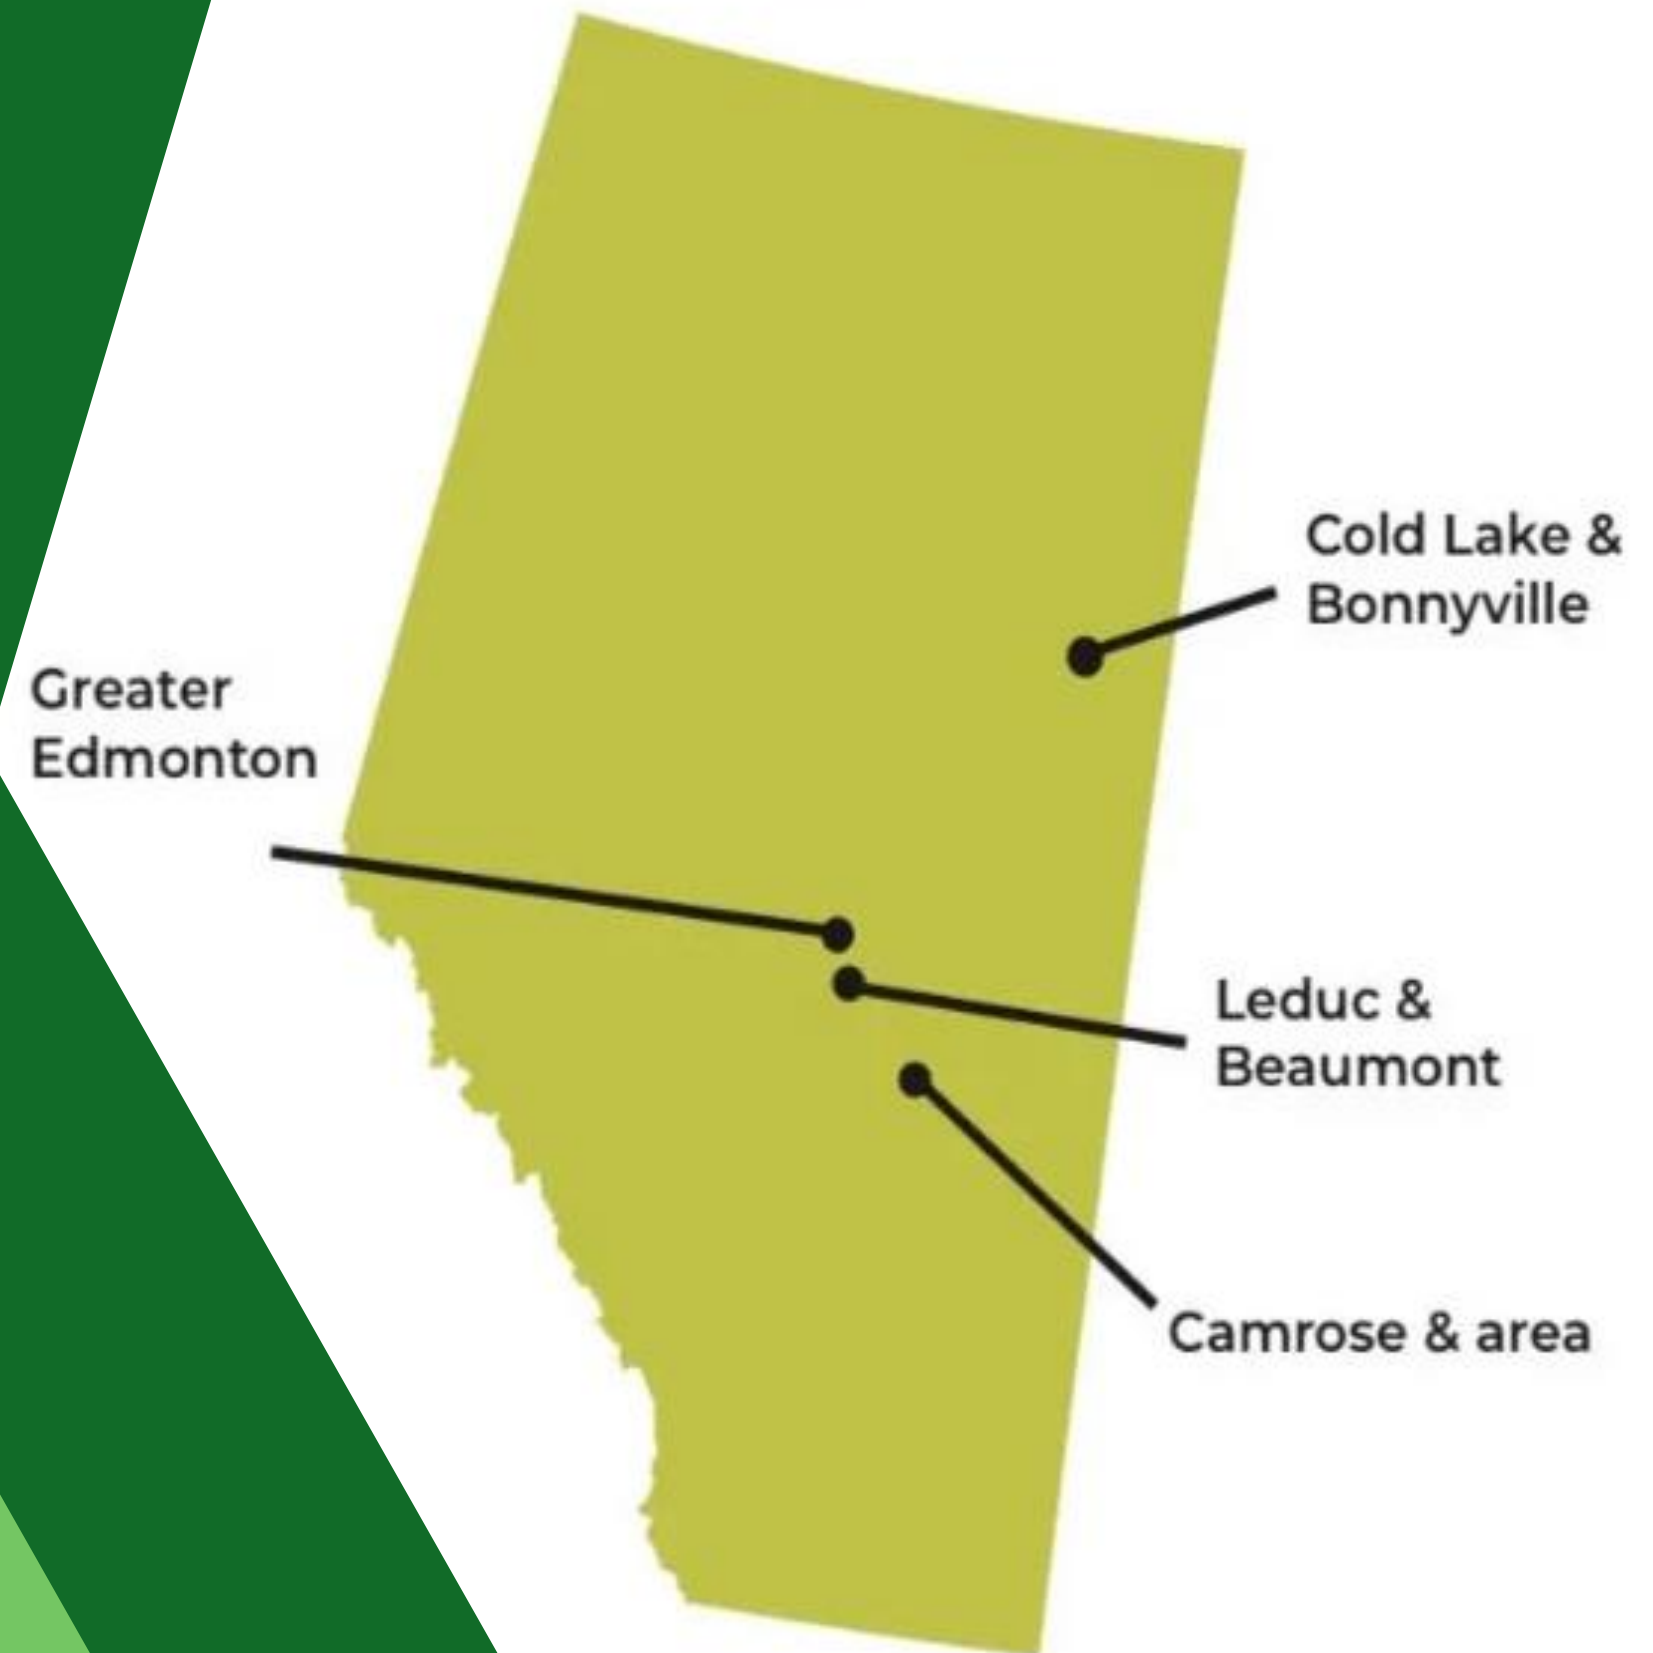 Cold Lake &
Bonnyville
Greater
Edmonton
Leduc &
Beaumont
Camrose & area